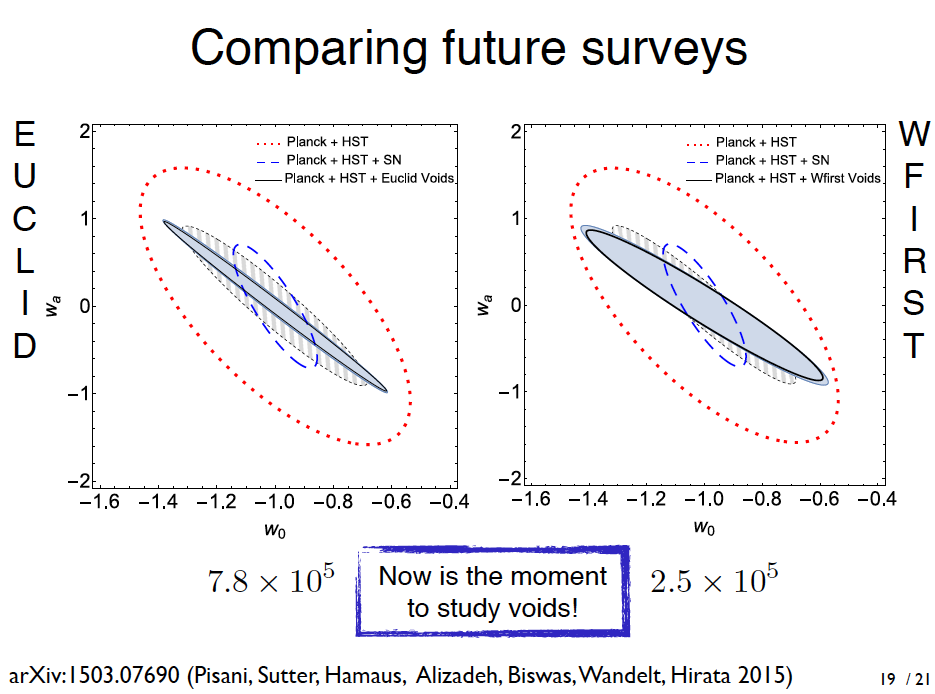 Comparing future surveys
E
U
C
L
I
D
2
1
0
−1
−2
wa
Planck + HST
Planck + HST + SN
Planck + HST + Euclid Voids
−1.6 −1.4 −1.2 −1.0 −0.8 −0.6 −0.4
w0
2
1
0
−1
−2
wa
Planck + HST
Planck + HST + SN
Planck + HST + Wfirst Voids
−1.6 −1.4 −1.2 −1.0 −0.8 −0.6 −0.4
w0
W
F
I
R
S
T
7.8 × 10^5
Now is the moment
to study voids!
2.5 × 10^5
arXiv:1503.07690 (Pisani, Sutter, Hamaus, Alizadeh, Biswas, Wandelt, Hirata 2015)
19 / 21